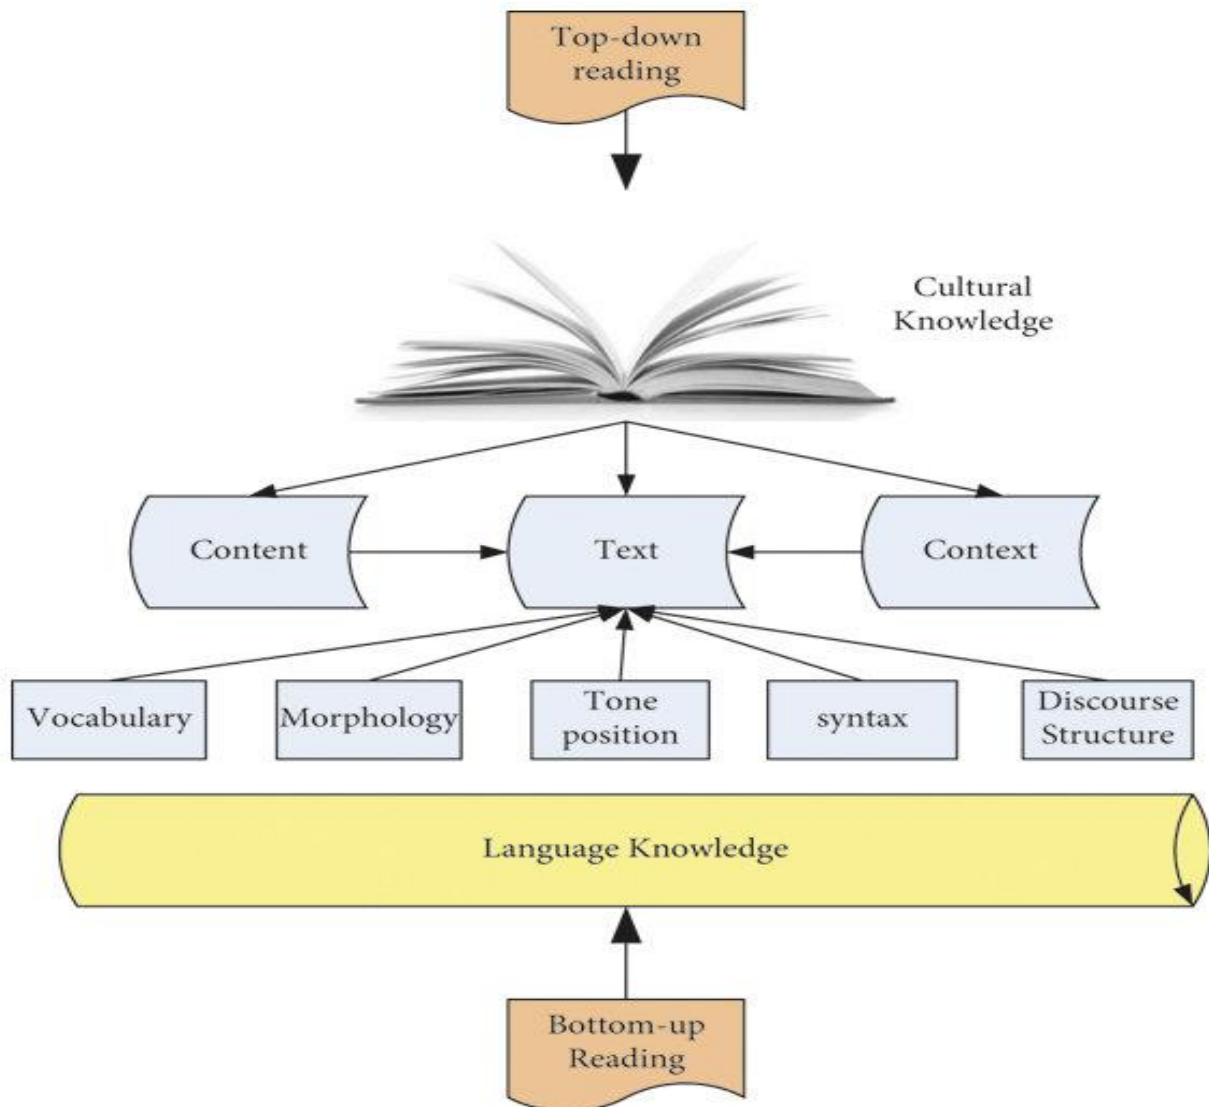 Top-down
reading
Cultural
Knowledge
Content
Text
Context
Vocabulary
Morphology
Tone
position
syntax
Discourse
Structure
Language Knowledge
Bottom-up
Reading